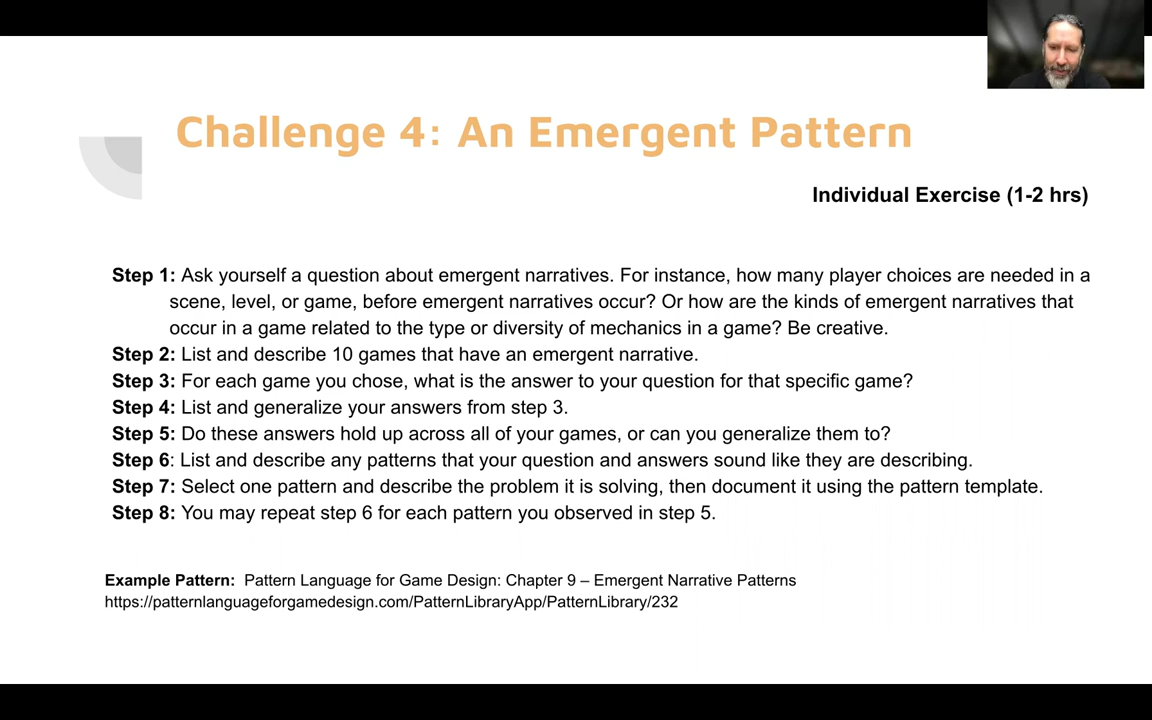 Challenge 4: An Emergent Pattern
Individual Exercise (1-2 hrs)
Step 1: Ask yourself a question about emergent narratives. For instance, how many player choices are needed in a
scene, level, or game, before emergent narratives occur? Or how are the kinds of emergent narratives that
occur in a game related to the type or diversity of mechanics in a game? Be creative.
Step 2: List and describe 10 games that have an emergent narrative.
Step 3: For each game you chose, what is the answer to your question for that specific game?
Step 4: List and generalize your answers from step 3.
Step 5: Do these answers hold up across all of your games, or can you generalize them to?
Step 6: List and describe any patterns that your question and answers sound like they are describing.
Step 7: Select one pattern and describe the problem it is solving, then document it using the pattern template.
Step 8: You may repeat step 6 for each pattern you observed in step 5.
Example Pattern: Pattern Language for Game Design: Chapter 9 – Emergent Narrative Patterns
https://patternlanguageforgamedesign.com/PatternLibraryApp/PatternLibrary/232